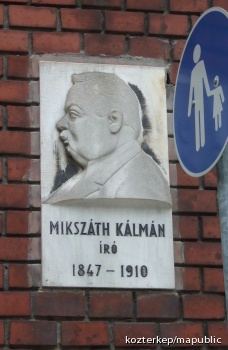 MIKSZÁTH KÁLMÁN
ÍRÓ
1847 – 1910
kozterkep/mapublic